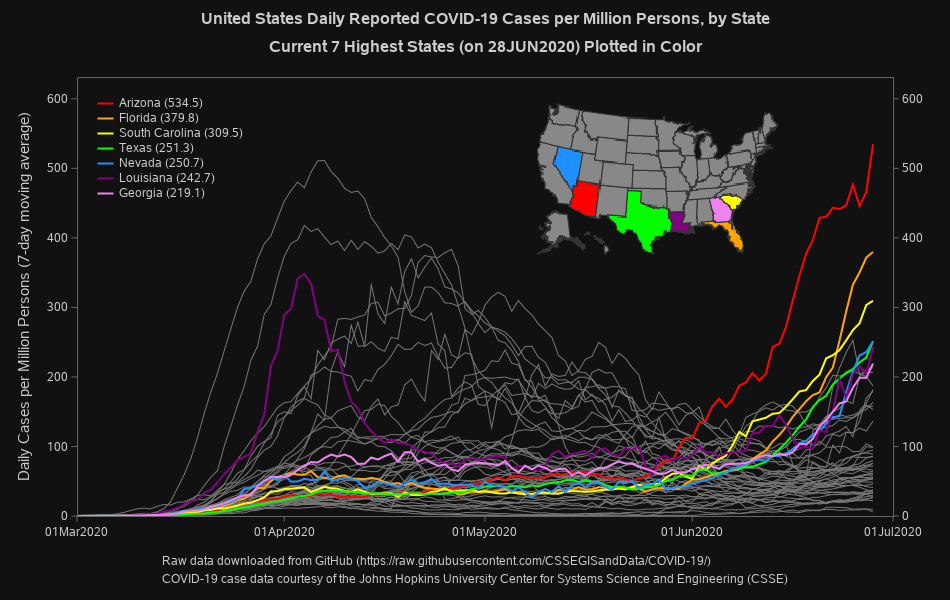 United States Daily Reported COVID-19 Cases per Million Persons, by State
Current 7 Highest States (on 28JUN2020) Plotted in Color
Daily Cases per Million Persons (7-day moving average)
600
500
400
300
200
100
0
Arizona (534.5)
Florida (379.8)
South Carolina (309.5)
Texas (251.3)
Nevada (250.7)
Louisiana (242.7)
Georgia (219.1)
600
500
400
300
200
100
0
01Mar2020 01Apr2020 01May2020 01Jun2020 01Jul2020
Raw data downloaded from GitHub (https://raw.githubusercontent.com/CSSEGISandData/COVID-19/)
COVID-19 case data courtesy of the Johns Hopkins University Center for Systems Science and Engineering (CSSE)